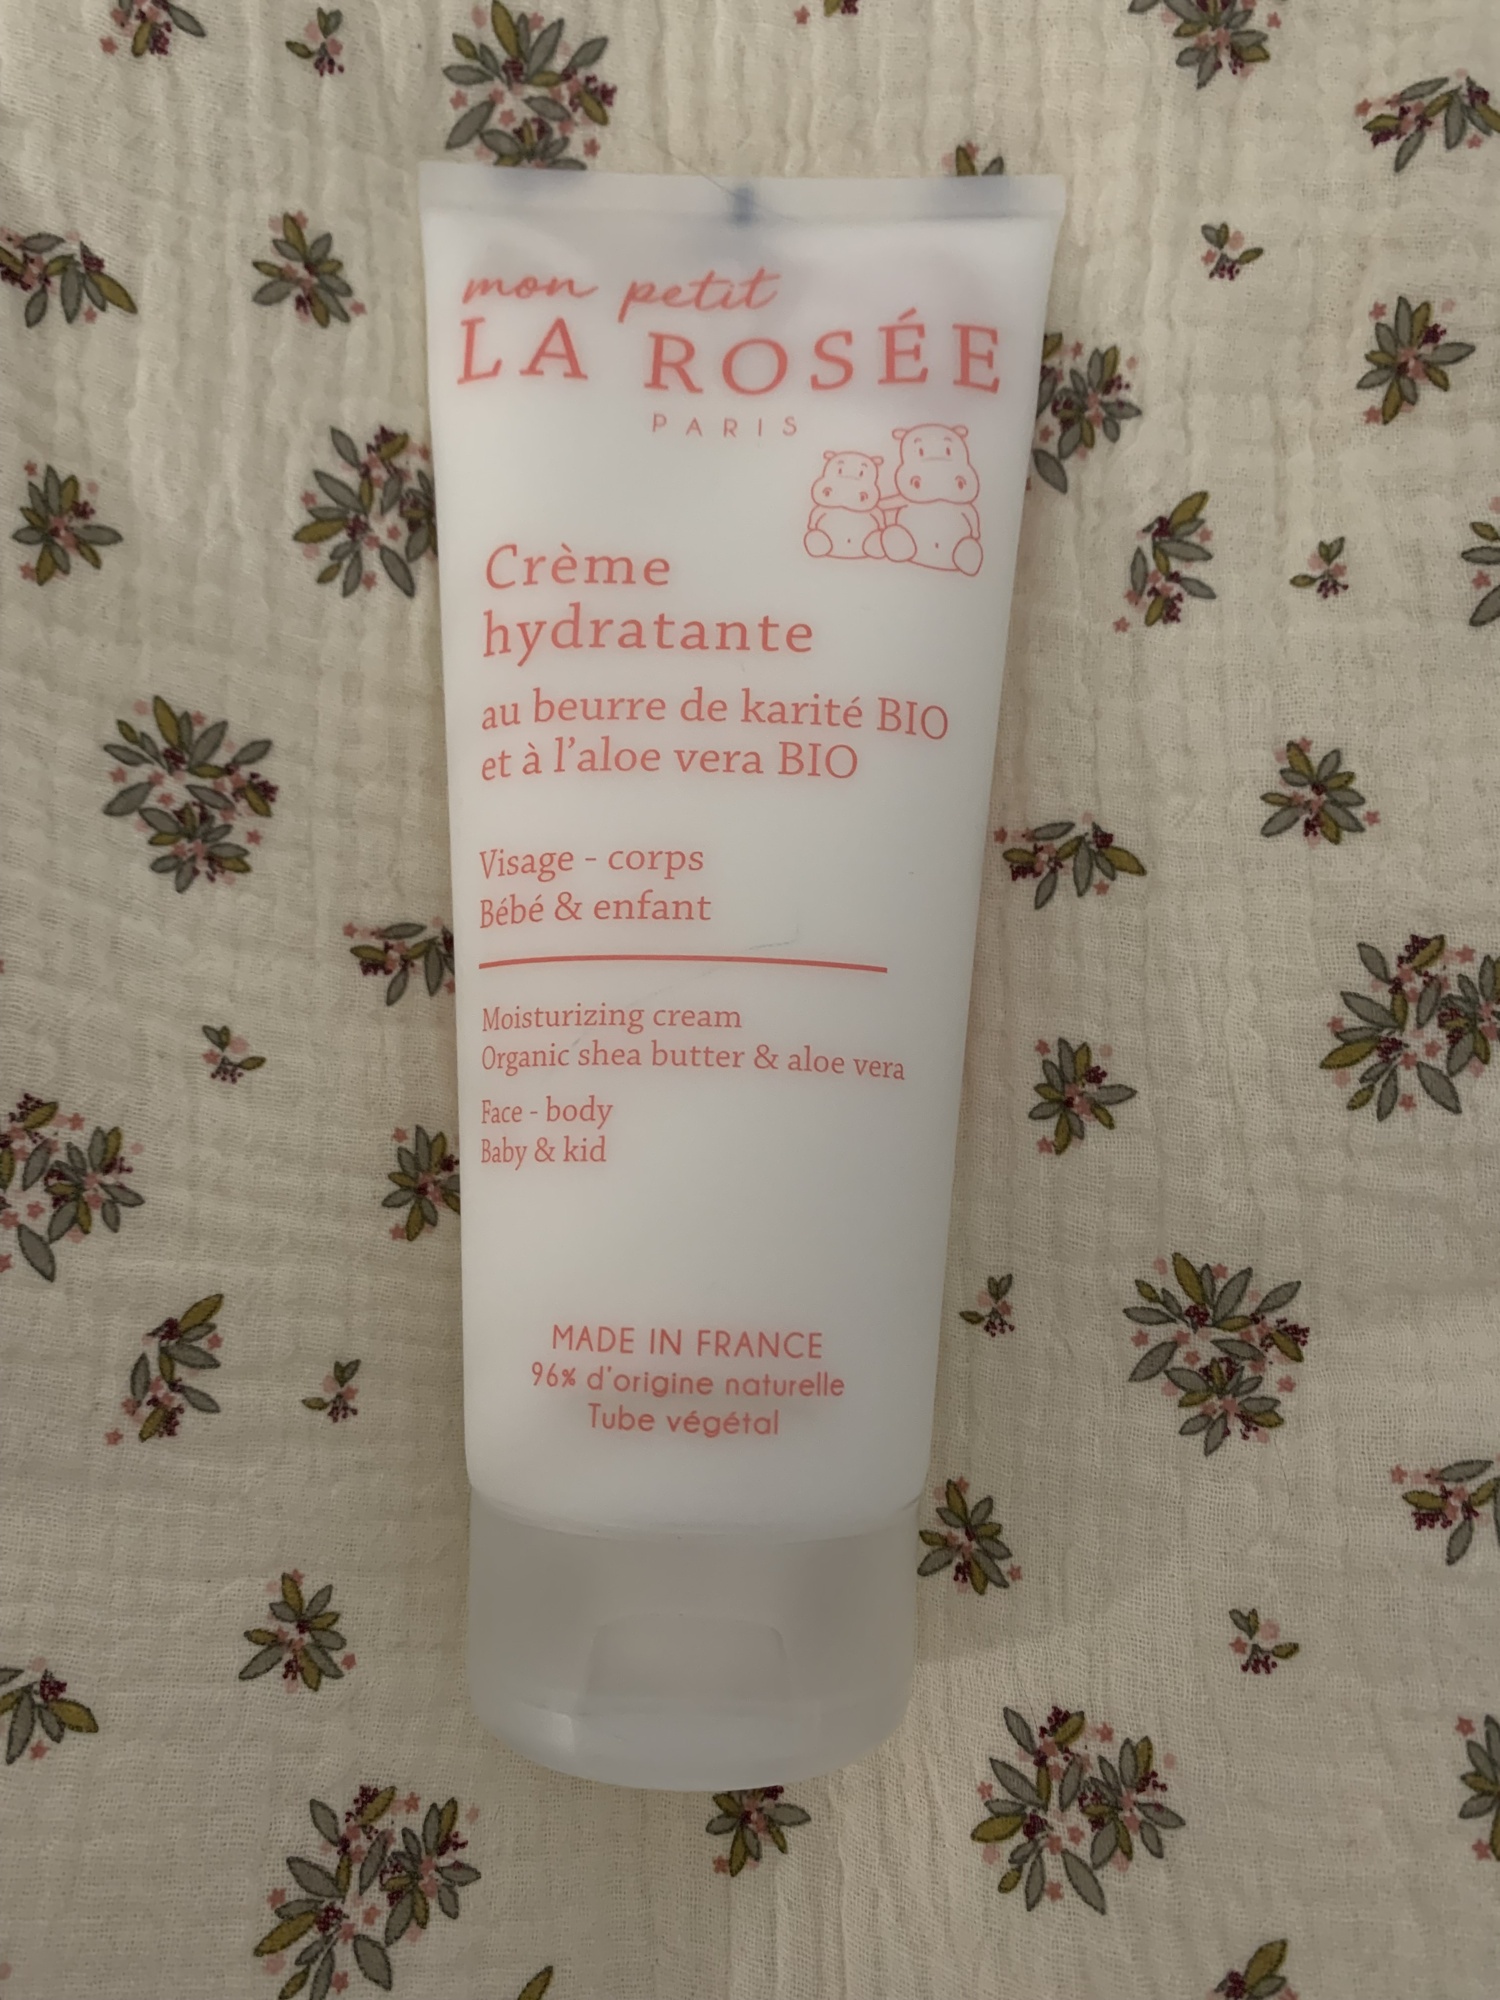 mon petit
LA ROSÉE
PARIS
Crème
hydratante
au beurre de karité BIO
et à l'aloe vera BIO
Visage - corps
Bébé & enfant
Moisturizing cream
Organic shea butter & aloe vera
Face - body
Baby & kid
MADE IN FRANCE
96% d'origine naturelle
Tube végétal